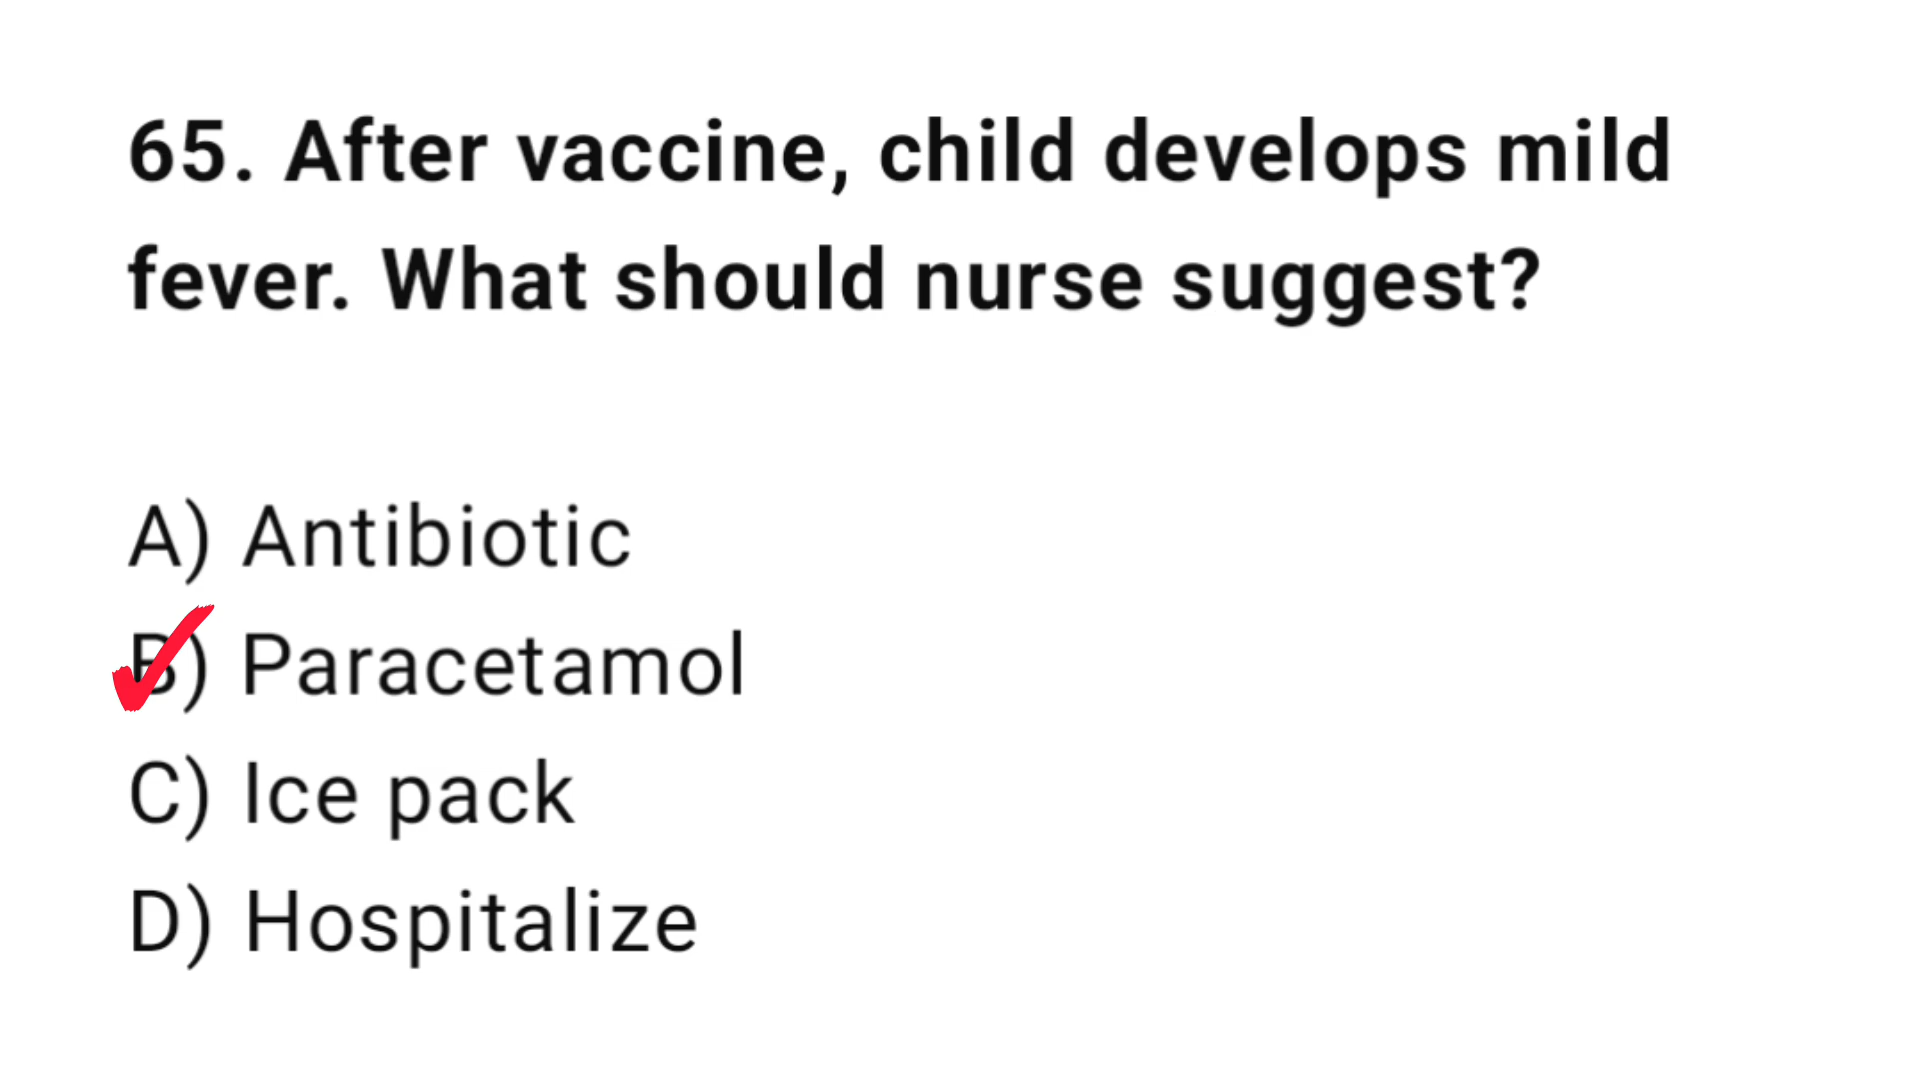 65. After vaccine, child develops mild
fever. What should nurse suggest?
A) Antibiotic
B) Paracetamol
C) Ice pack
D) Hospitalize